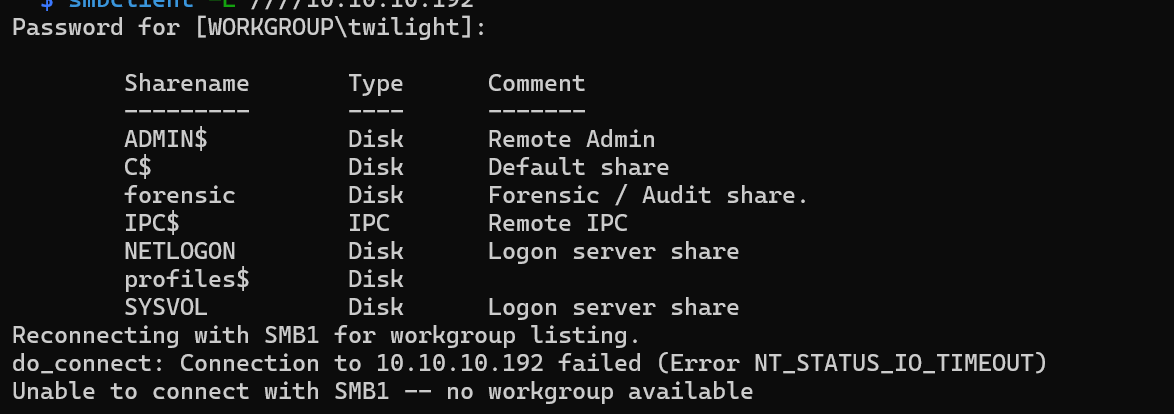 $ smbclient -L ////10.10.10.192
Password for [WORKGROUP\twilight]:
Sharename Type Comment
--------- ---- -------
ADMIN$ Disk Remote Admin
C$ Disk Default share
forensic Disk Forensic / Audit share.
IPC$ IPC Remote IPC
NETLOGON Disk Logon server share
profiles$ Disk
SYSVOL Disk Logon server share
Reconnecting with SMB1 for workgroup listing.
do_connect: Connection to 10.10.10.192 failed (Error NT_STATUS_IO_TIMEOUT)
Unable to connect with SMB1 -- no workgroup available